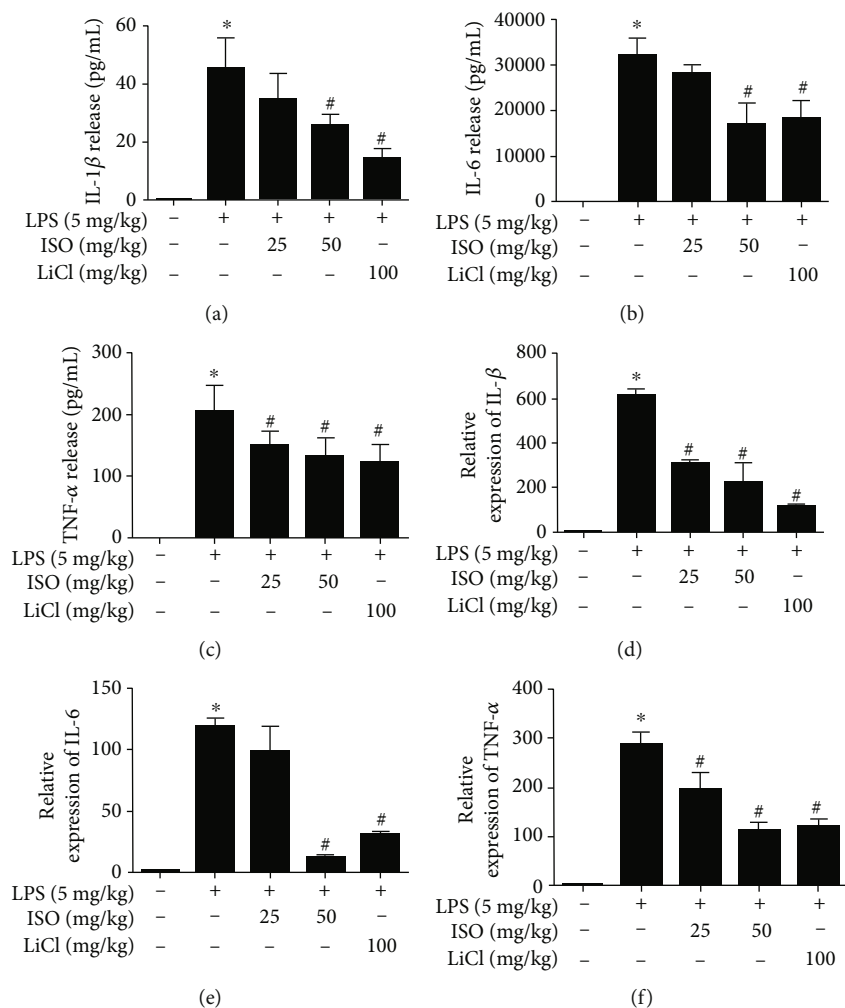 60
40
20
0
IL-1β release (pg/mL)
*
#
#
LPS (5 mg/kg) – + + + +
ISO (mg/kg) – – 25 50 –
LiCl (mg/kg) – – – – 100
(a)
40000
30000
20000
10000
0
IL-6 release (pg/mL)
*
#
#
LPS (5 mg/kg) – + + + +
ISO (mg/kg) – – 25 50 –
LiCl (mg/kg) – – – – 100
(b)
300
200
100
0
TNF-α release (pg/mL)
*
#
#
#
LPS (5 mg/kg) – + + + +
ISO (mg/kg) – – 25 50 –
LiCl (mg/kg) – – – – 100
(c)
800
600
400
200
0
Relative
expression of IL-β
*
#
#
#
LPS (5 mg/kg) – + + + +
ISO (mg/kg) – – 25 50 –
LiCl (mg/kg) – – – – 100
(d)
150
100
50
0
Relative
expression of IL-6
*
#
#
LPS (5 mg/kg) – + + + +
ISO (mg/kg) – – 25 50 –
LiCl (mg/kg) – – – – 100
(e)
400
300
200
100
0
Relative
expression of TNF-α
*
#
#
#
LPS (5 mg/kg) – + + + +
ISO (mg/kg) – – 25 50 –
LiCl (mg/kg) – – – – 100
(f)